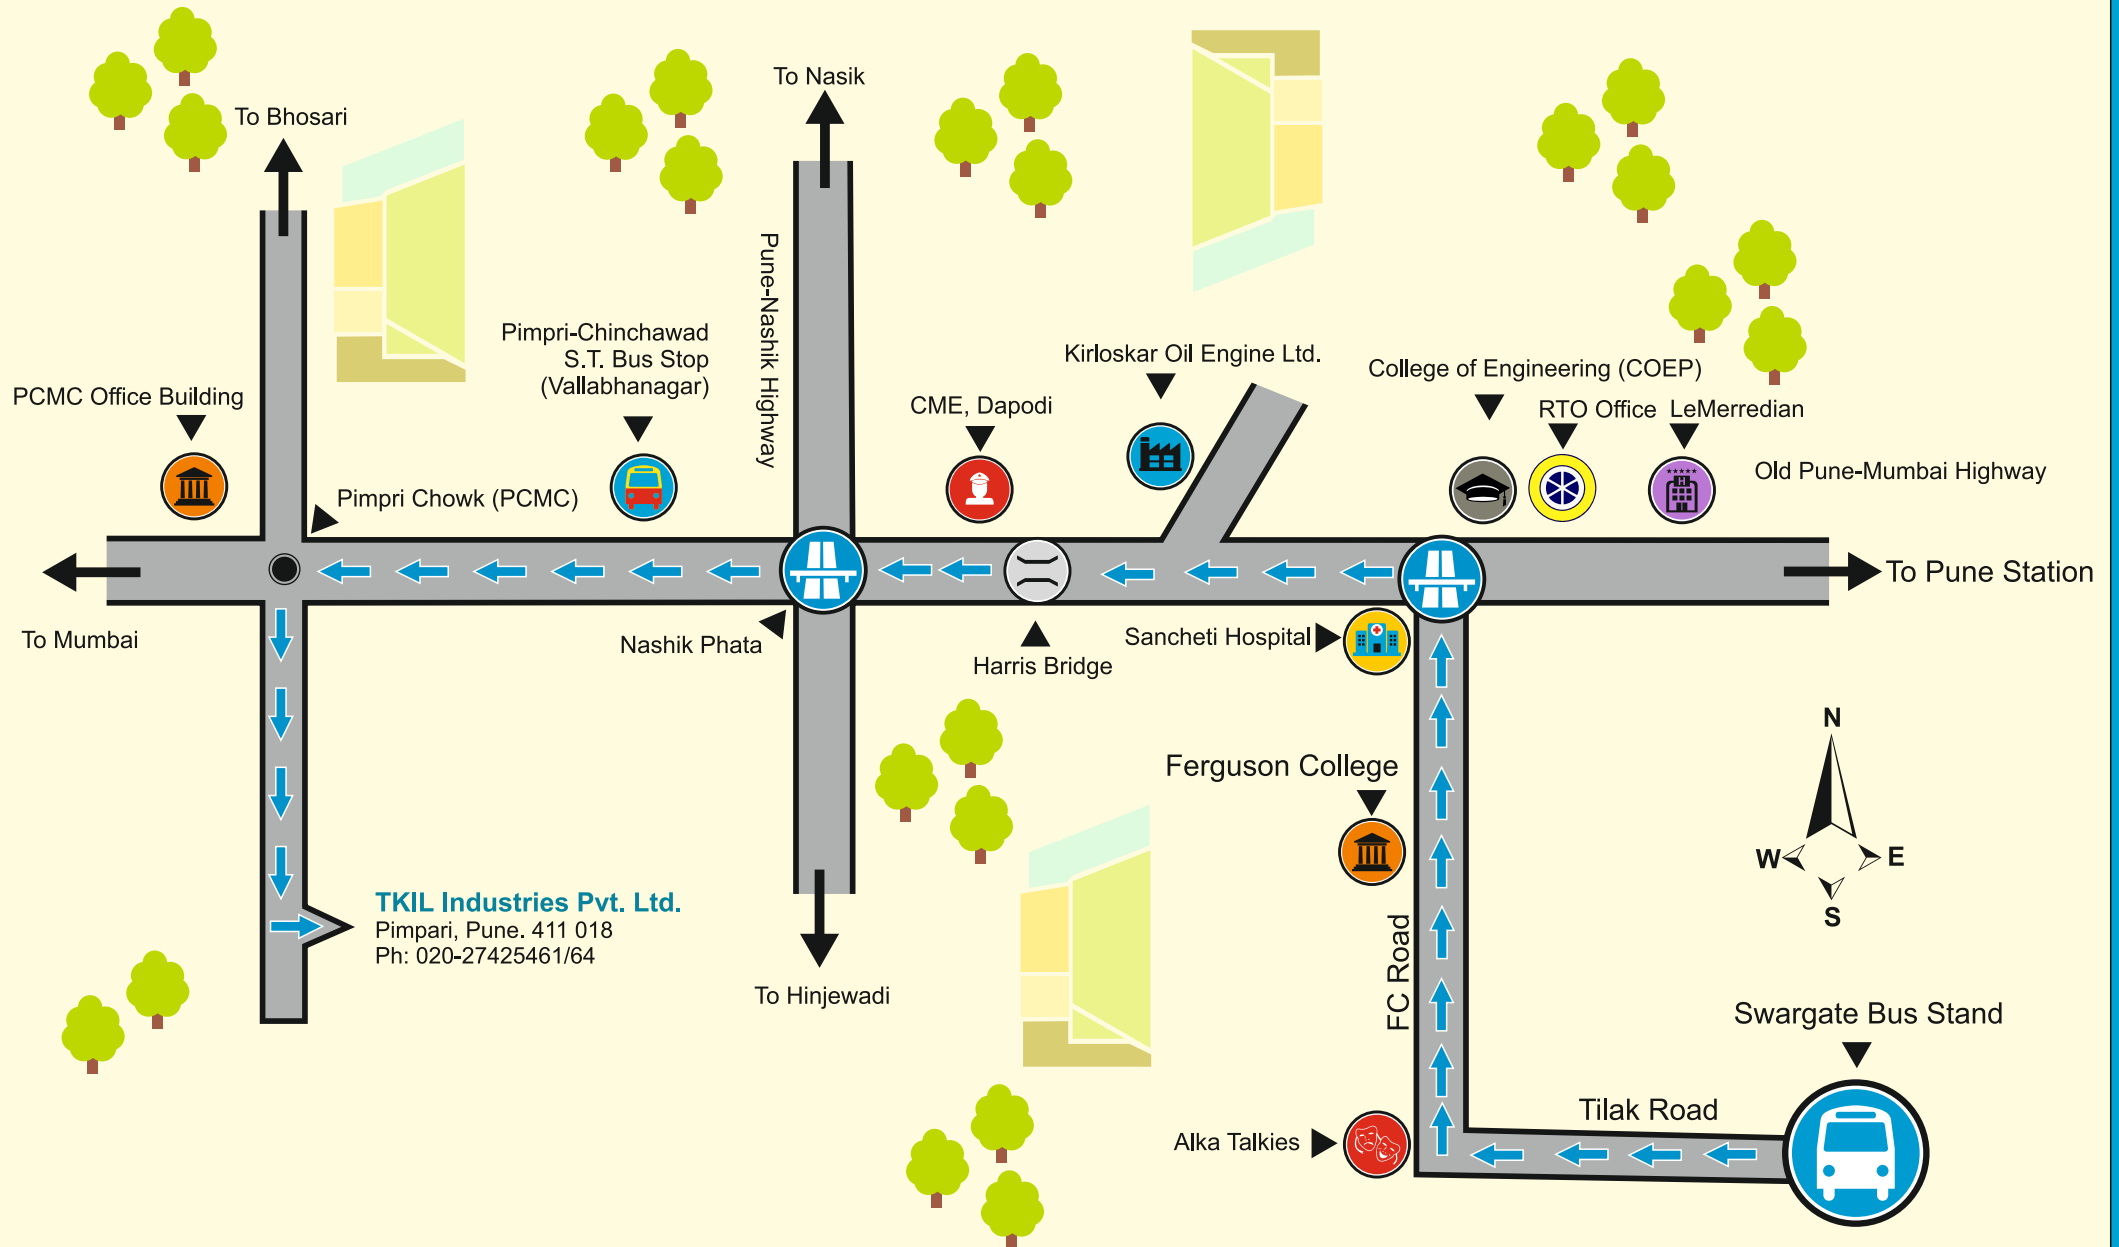 To Nasik
To Bhosari
Pune-Nashik Highway
Pimpri-Chinchawad
S.T. Bus Stop
(Vallabhanagar)
Kirloskar Oil Engine Ltd.
College of Engineering (COEP)
PCMC Office Building
CME, Dapodi
RTO Office
LeMerredian
Old Pune-Mumbai Highway
Pimpri Chowk (PCMC)
H
To Pune Station
To Mumbai
Nashik Phata
Harris Bridge
Sancheti Hospital
N
Ferguson College
W
E
S
TKIL Industries Pvt. Ltd.
Pimpari, Pune. 411 018
Ph: 020-27425461/64
FC Road
To Hinjewadi
Swargate Bus Stand
Tilak Road
Alka Talkies